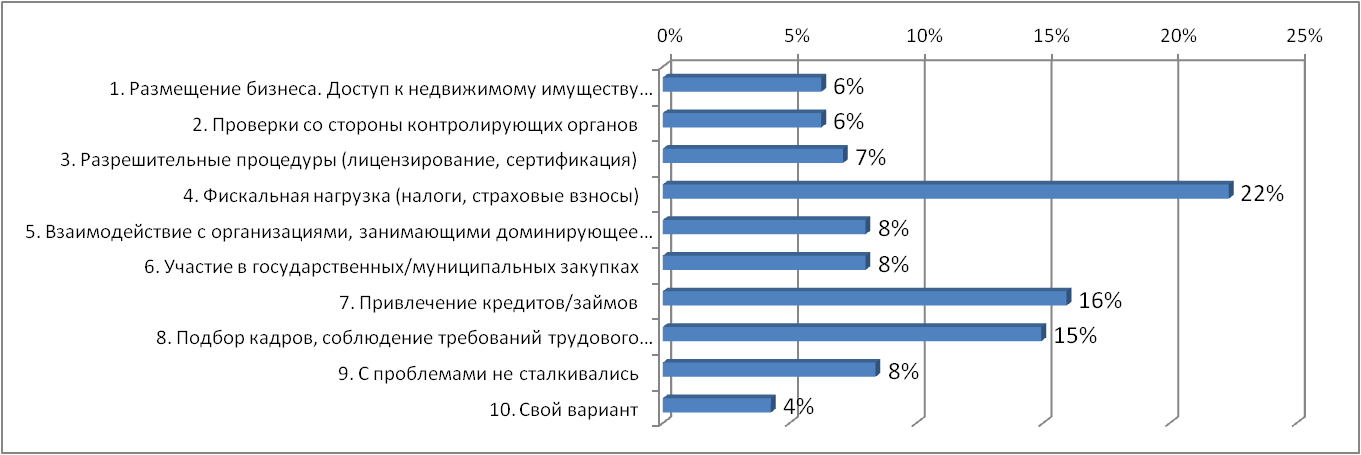 0% 5% 10% 15% 20% 25%
1. Размещение бизнеса. Доступ к недвижимому имуществу... 6%
2. Проверки со стороны контролирующих органов 6%
3. Разрешительные процедуры (лицензирование, сертификация) 7%
4. Фискальная нагрузка (налоги, страховые взносы) 22%
5. Взаимодействие с организациями, занимающими доминирующее... 8%
6. Участие в государственных/муниципальных закупках 8%
7. Привлечение кредитов/займов 16%
8. Подбор кадров, соблюдение требований трудового... 15%
9. С проблемами не сталкивались 8%
10. Свой вариант 4%